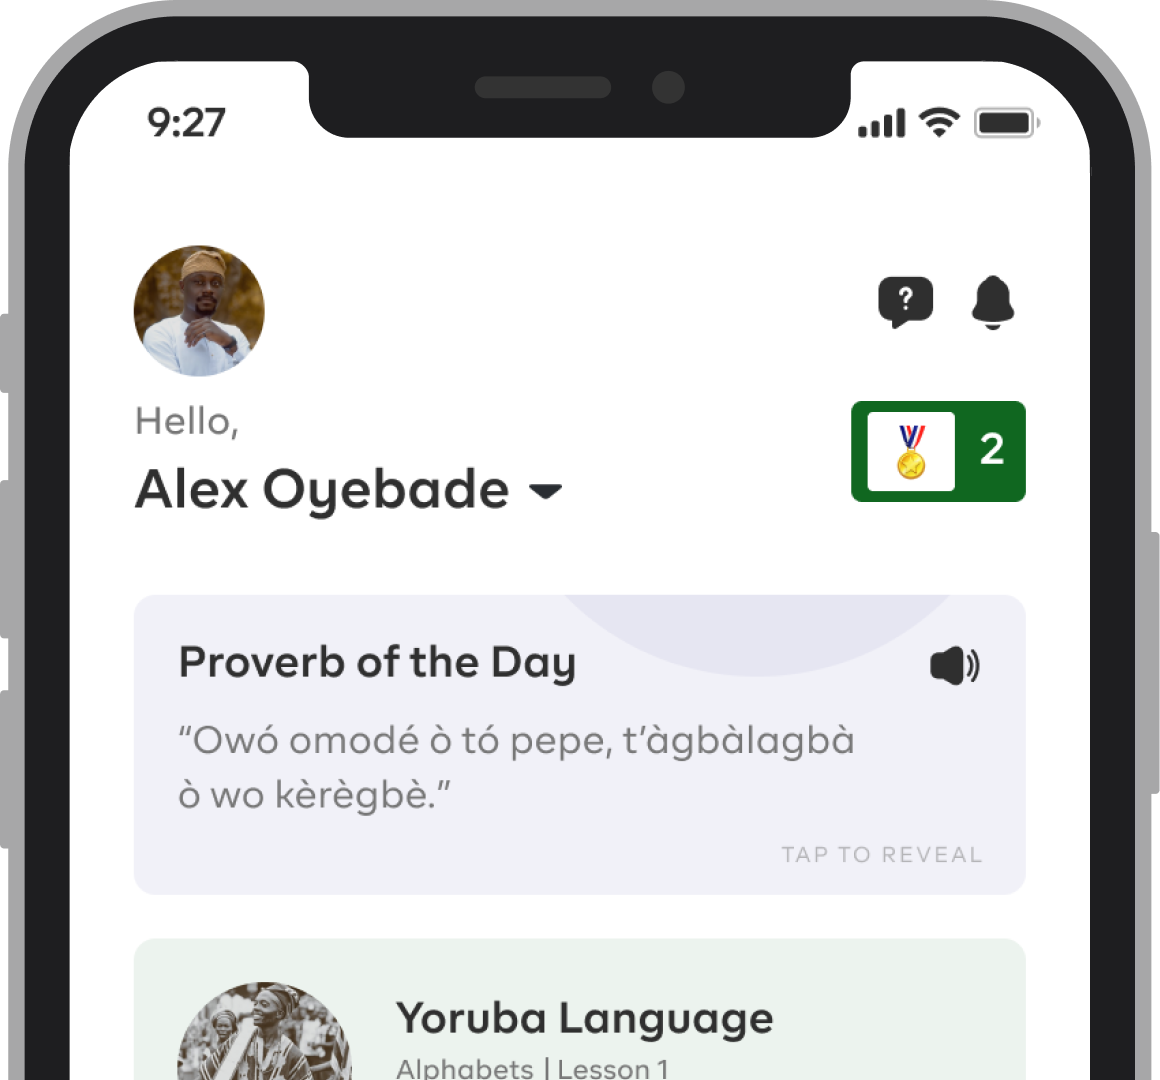 9:27
?
Hello,
Alex Oyebade
2
Proverb of the Day
“Owó omodé ò tó pepe, t’àgbàlagbà
ò wo kèrègbè.”
TAP TO REVEAL
Yoruba Language
Alphabets | Lesson 1